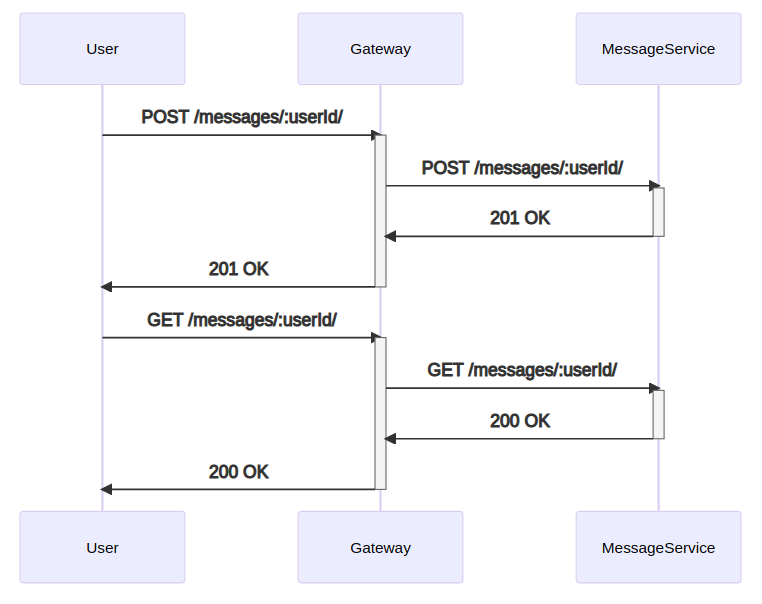 User
Gateway
MessageService
POST /messages/:userId/
POST /messages/:userId/
201 OK
201 OK
GET /messages/:userId/
GET /messages/:userId/
200 OK
200 OK
User
Gateway
MessageService